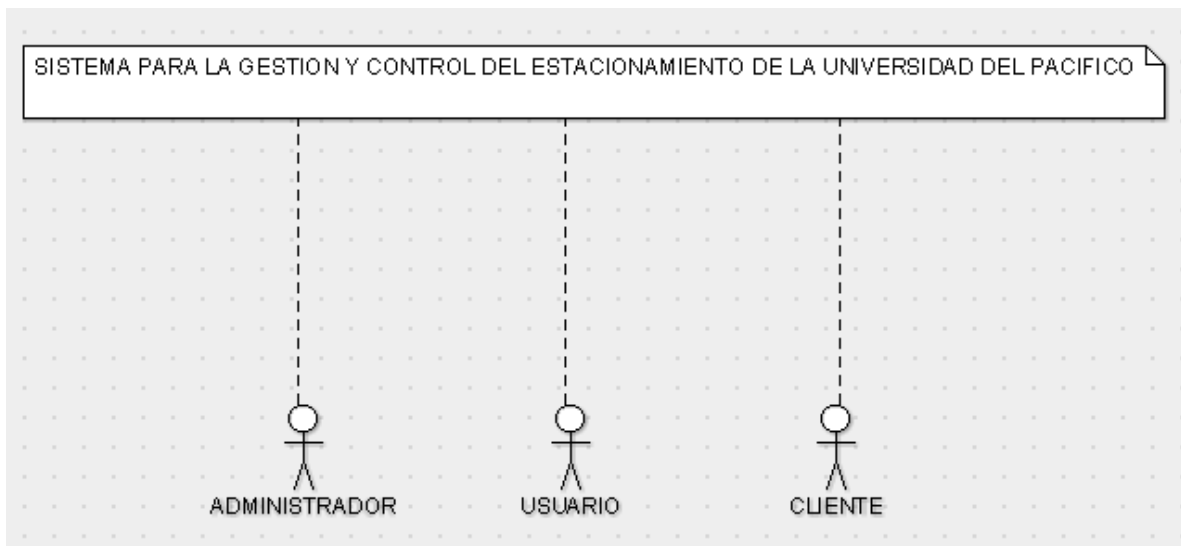 SISTEMA PARA LA GESTION Y CONTROL DEL ESTACIONAMIENTO DE LA UNIVERSIDAD DEL PACIFICO
ADMINISTRADOR
USUARIO
CLIENTE